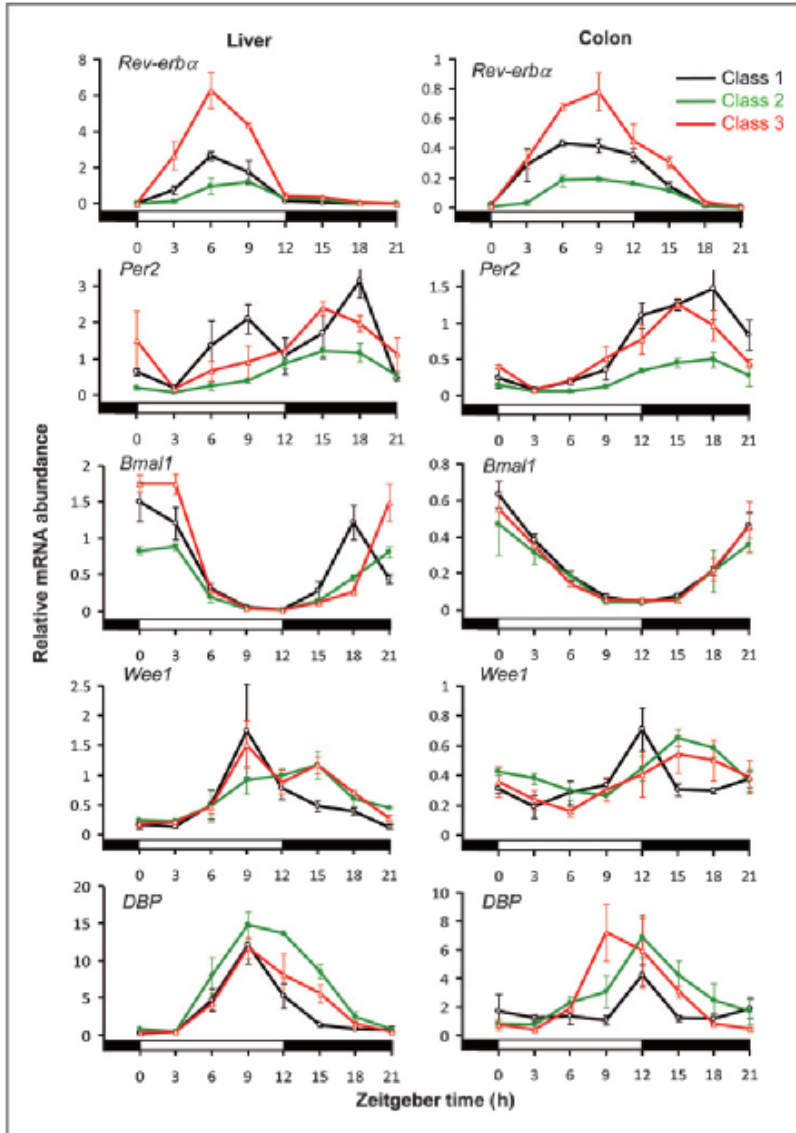 Liver
Colon
Rev-erbα
8
6
4
2
0
0 3 6 9 12 15 18 21
Rev-erbα
1
0.8
0.6
0.4
0.2
0
0 3 6 9 12 15 18 21
Class 1
Class 2
Class 3
Per2
3
2
1
0
0 3 6 9 12 15 18 21
Per2
1.5
1
0.5
0
0 3 6 9 12 15 18 21
Bmal1
2
1.5
1
0.5
0
0 3 6 9 12 15 18 21
Bmal1
0.8
0.6
0.4
0.2
0
0 3 6 9 12 15 18 21
Relative mRNA abundance
Wee1
2.5
2
1.5
1
0.5
0
0 3 6 9 12 15 18 21
Wee1
1
0.8
0.6
0.4
0.2
0
0 3 6 9 12 15 18 21
DBP
20
15
10
5
0
0 3 6 9 12 15 18 21
DBP
10
8
6
4
2
0
0 3 6 9 12 15 18 21
Zeitgeber time (h)